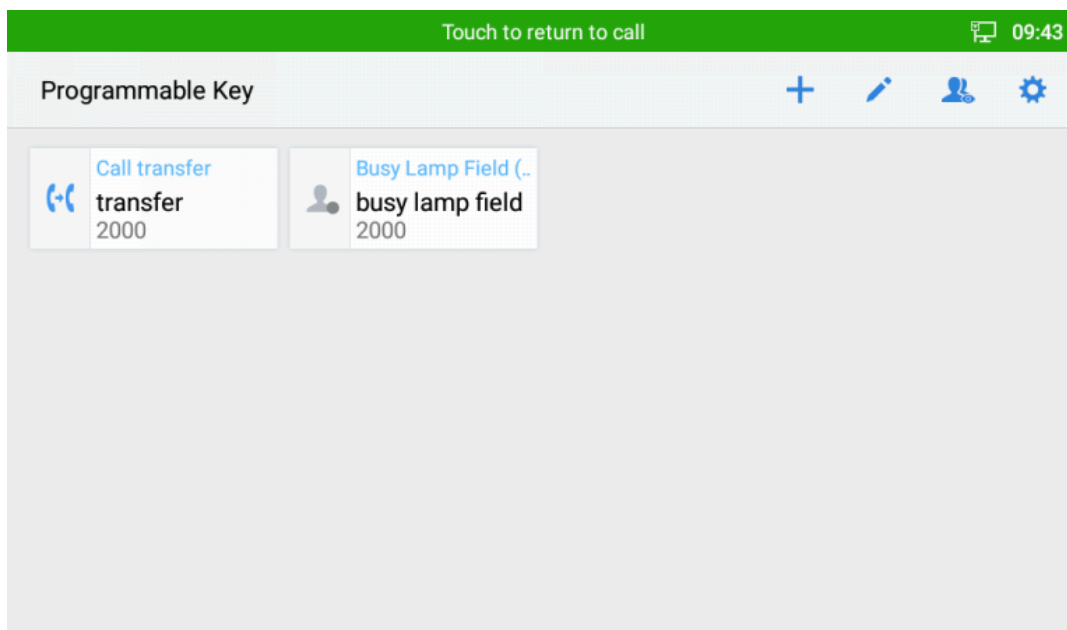 Touch to return to call
09:43
Programmable Key
Call transfer
transfer
2000
Busy Lamp Field (..
busy lamp field
2000